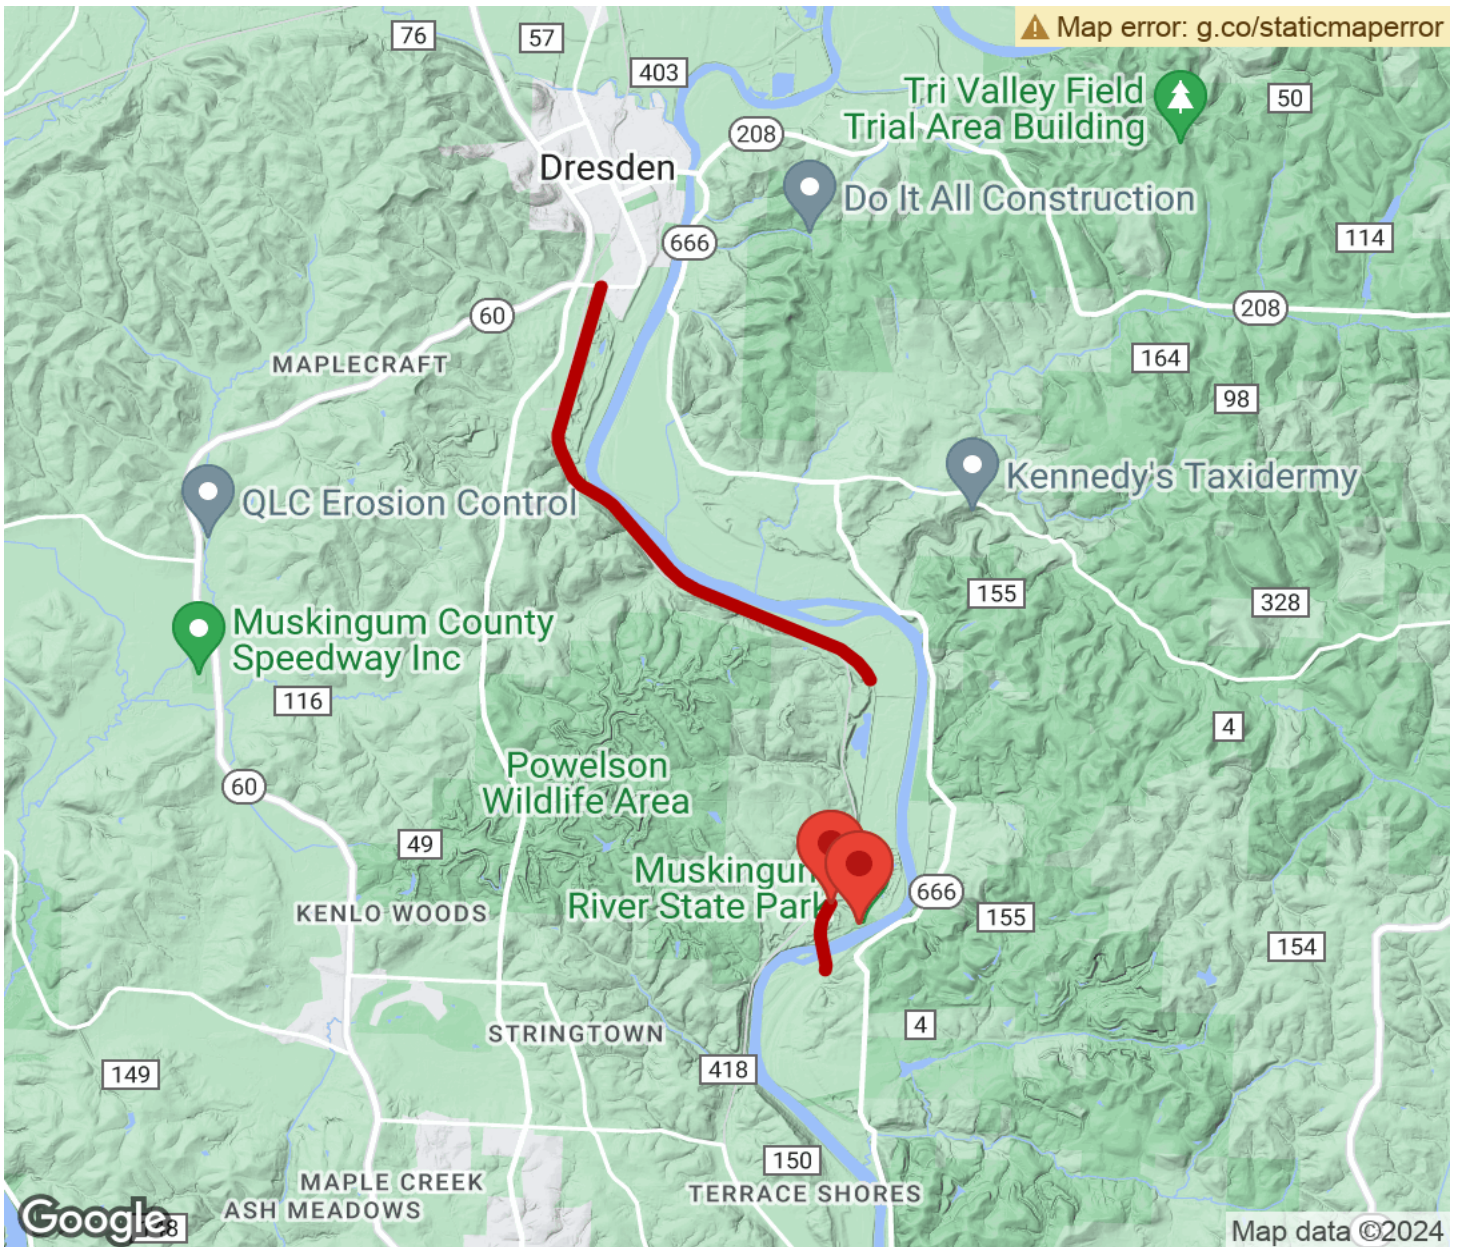 Map error: g.co/staticmaperror
76
57
403
50
Tri Valley Field
Trial Area Building
208
Dresden
Do It All Construction
114
666
60
208
MAPLECRAFT
164
98
Kennedy's Taxidermy
QLC Erosion Control
155
328
Muskingum County
Speedway Inc
116
4
Powelson
Wildlife Area
60
49
Muskingum
River State Park
666
KENLO WOODS
155
154
STRINGTOWN
4
418
149
150
MAPLE CREEK
TERRACE SHORES
ASH MEADOWS
Google
Map data ©2024